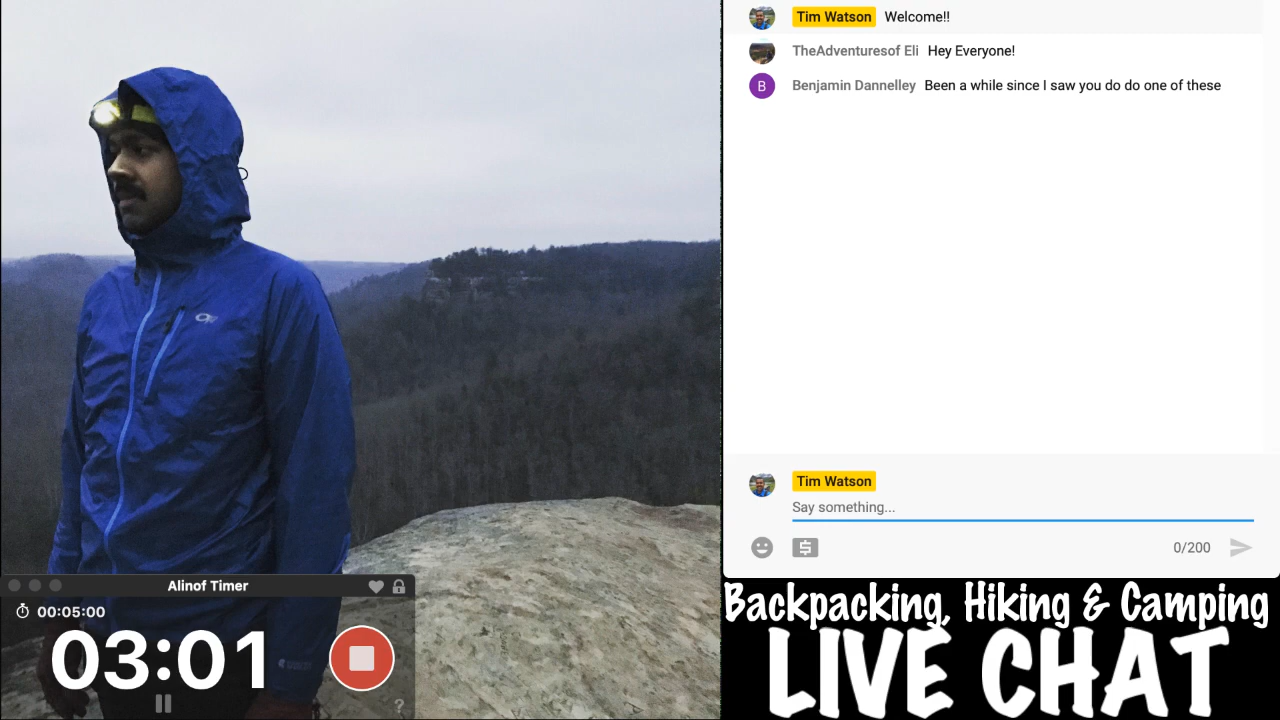 Tim Watson Welcome!!
TheAdventuresof Eli Hey Everyone!
B Benjamin Dannelley Been a while since I saw you do do one of these
Tim Watson
Say something...
0/200
Alinof Timer
00:05:00
03:01
?
Backpacking, Hiking & Camping
LIVE CHAT